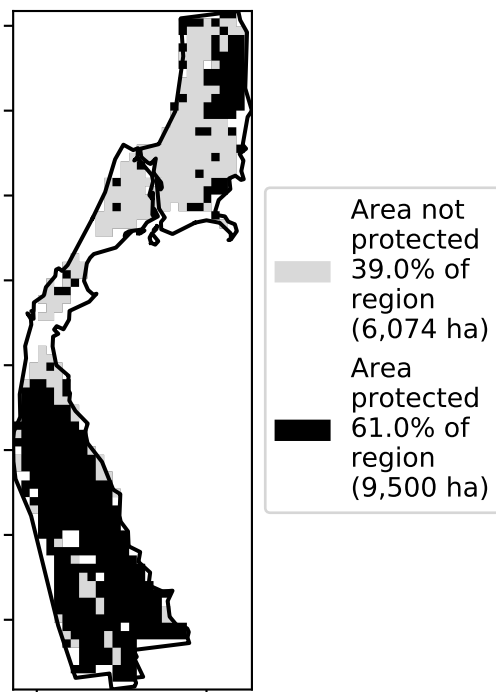 Area not
protected
39.0% of
region
(6,074 ha)
Area
protected
61.0% of
region
(9,500 ha)